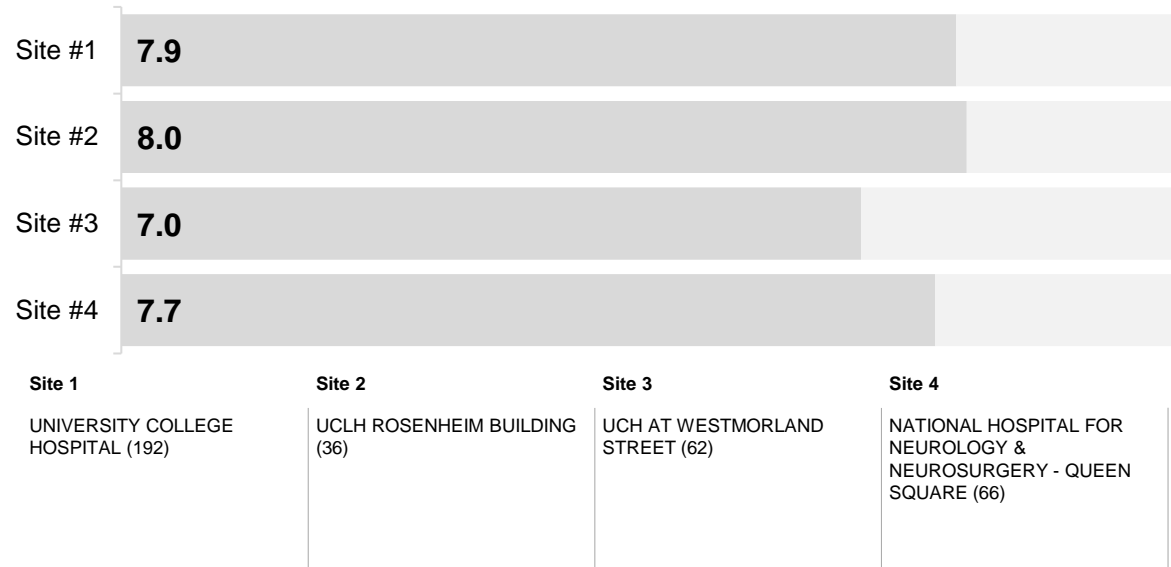 Site #1 7.9
Site #2 8.0
Site #3 7.0
Site #4 7.7
Site 1
UNIVERSITY COLLEGE
HOSPITAL (192)
Site 2
UCLH ROSENHEIM BUILDING
(36)
Site 3
UCH AT WESTMORLAND
STREET (62)
Site 4
NATIONAL HOSPITAL FOR
NEUROLOGY &
NEUROSURGERY - QUEEN
SQUARE (66)